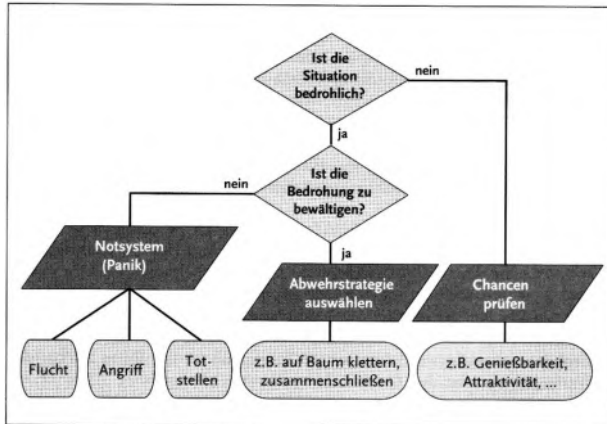 Ist die
Situation
bedrohlich?
nein
ja
Ist die
Bedrohung zu
bewältigen?
nein
ja
Notsystem
(Panik)
Abwehrstrategie
auswählen
Chancen
prüfen
Flucht
Angriff
Tot-
stellen
z.B. auf Baum klettern,
zusammenschließen
z.B. Genießbarkeit,
Attraktivität, ...